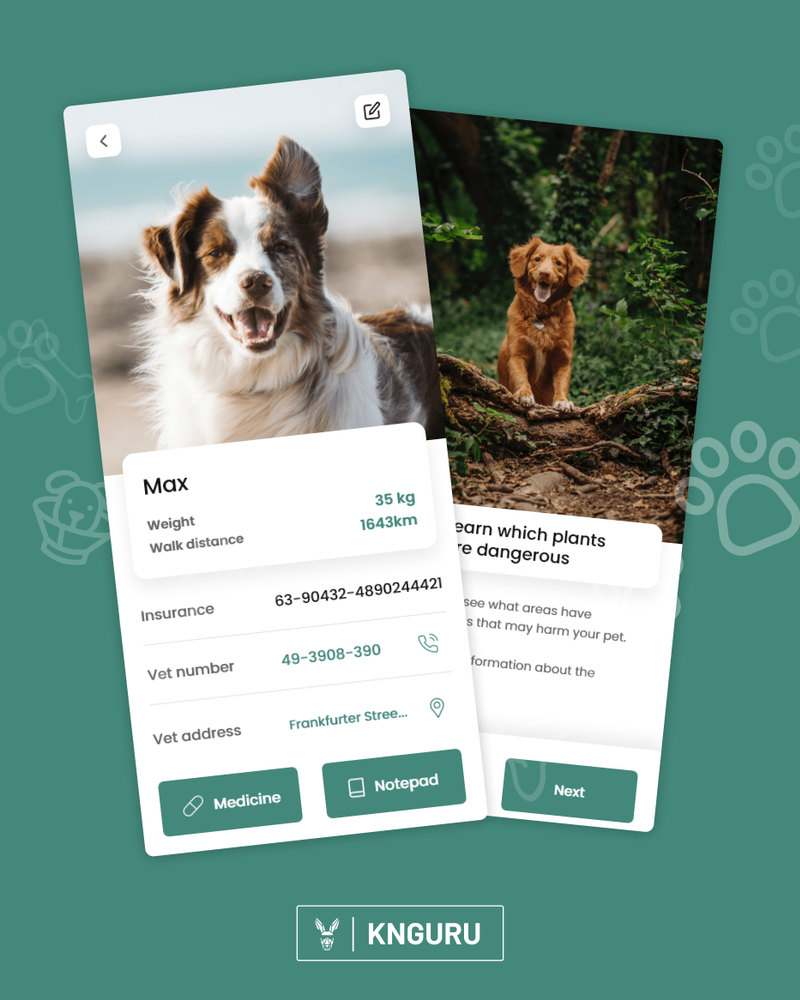 Max
Weight 35 kg
Walk distance 1643km
Insurance 63-90432-4890244421
Vet number 49-3908-390
Vet address Frankfurter Stree...
Medicine
Notepad
earn which plants
re dangerous
see what areas have
s that may harm your pet.
formation about the
Next
KNGURU